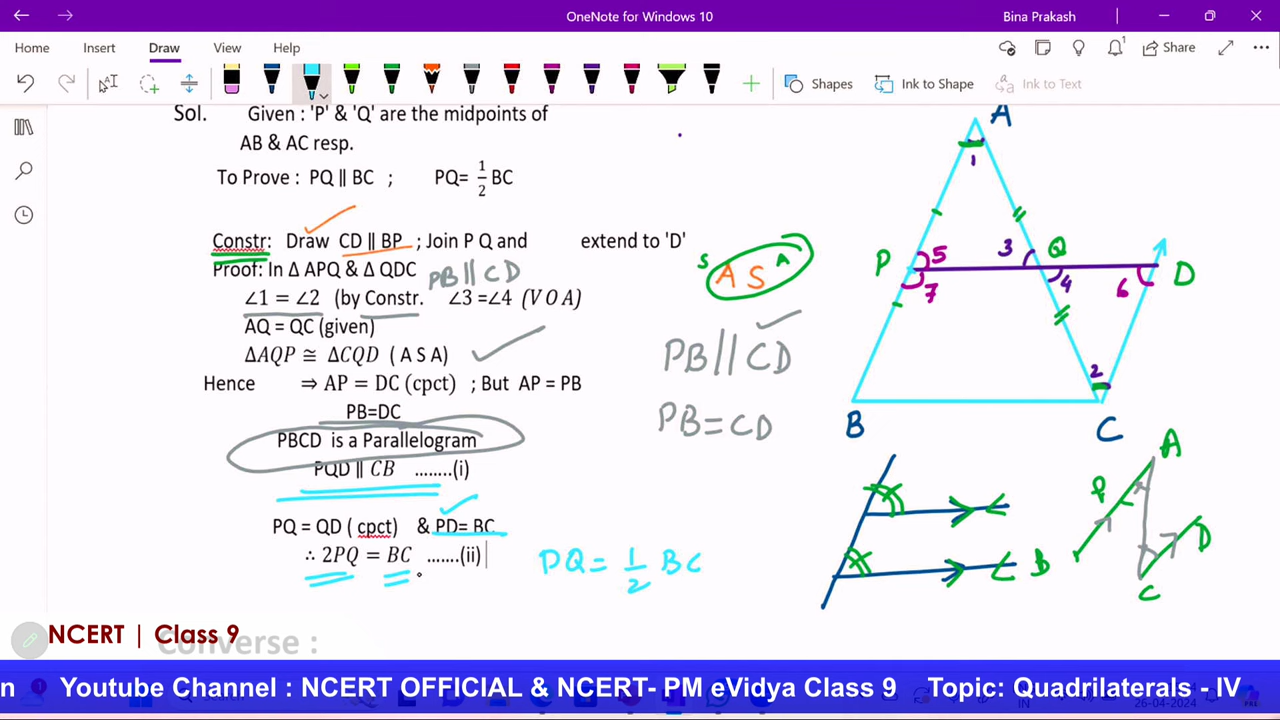 OneNote for Windows 10
Bina Prakash
Home Insert Draw View Help
Share
Shapes Ink to Shape Ink to Text
Sol. Given : 'P' & 'Q' are the midpoints of
AB & AC resp.
To Prove : PQ ∥ BC ; PQ= 1/2 BC
Constr: Draw CD ∥ BP ; Join P Q and extend to 'D'
Proof: In Δ APQ & Δ QDC PB∥CD
∠1 = ∠2 (by Constr. ∠3 =∠4 (V O A)
AQ = QC (given)
ΔAQP ≅ ΔCQD ( A S A)
Hence ⇒ AP = DC (cpct) ; But AP = PB
PB=DC
PBCD is a Parallelogram
PQD ∥ CB ........(i)
PQ = QD ( cpct) & PD= BC
∴ 2PQ = BC .......(ii)
PQ = 1/2 BC
S A S A
PB // CD
PB = CD
A
1
P 5 3 Q D
7 4 6
2
B C
A
P
D
B
C
Converse :
NCERT | Class 9
n Youtube Channel : NCERT OFFICIAL & NCERT- PM eVidya Class 9 Topic: Quadrilaterals - IV
26-04-2024